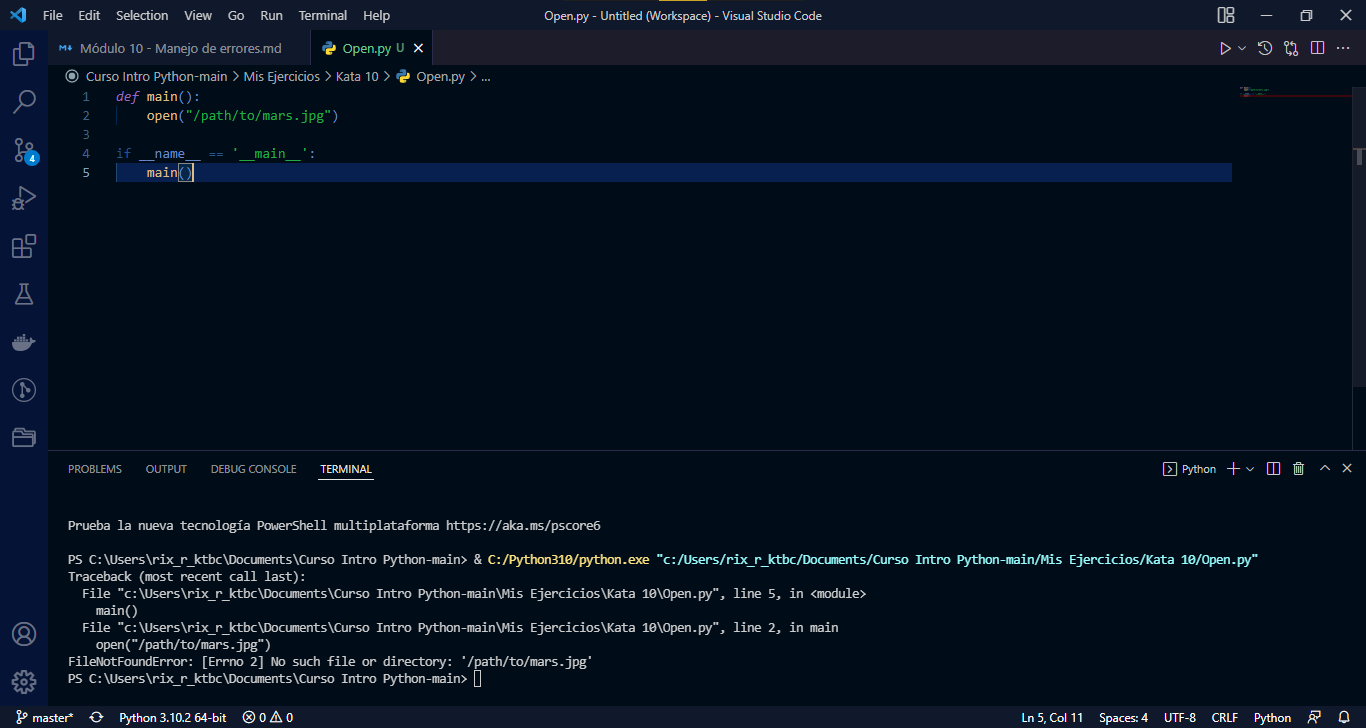 File Edit Selection View Go Run Terminal Help Open.py - Untitled (Workspace) - Visual Studio Code
Módulo 10 - Manejo de errores.md Open.py U
Curso Intro Python-main > Mis Ejercicios > Kata 10 > Open.py > ...
1 def main():
2     open("/path/to/mars.jpg")
3
4 if __name__ == '__main__':
5     main()
4
PROBLEMS OUTPUT DEBUG CONSOLE TERMINAL Python
Prueba la nueva tecnología PowerShell multiplataforma https://aka.ms/pscore6
PS C:\Users\rix_r_ktbc\Documents\Curso Intro Python-main> & C:/Python310/python.exe "c:/Users/rix_r_ktbc/Documents/Curso Intro Python-main/Mis Ejercicios/Kata 10/Open.py"
Traceback (most recent call last):
  File "c:\Users\rix_r_ktbc\Documents\Curso Intro Python-main\Mis Ejercicios\Kata 10\Open.py", line 5, in <module>
    main()
  File "c:\Users\rix_r_ktbc\Documents\Curso Intro Python-main\Mis Ejercicios\Kata 10\Open.py", line 2, in main
    open("/path/to/mars.jpg")
FileNotFoundError: [Errno 2] No such file or directory: '/path/to/mars.jpg'
PS C:\Users\rix_r_ktbc\Documents\Curso Intro Python-main>
master* Python 3.10.2 64-bit 0 0 Ln 5, Col 11 Spaces: 4 UTF-8 CRLF Python